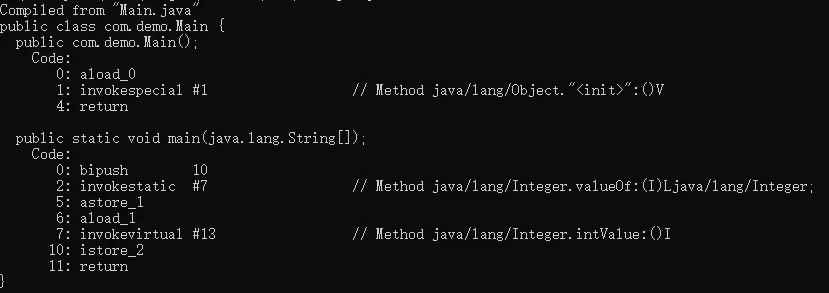 Compiled from "Main.java"
public class com.demo.Main {
  public com.demo.Main();
    Code:
       0: aload_0
       1: invokespecial #1                  // Method java/lang/Object."<init>":()V
       4: return

  public static void main(java.lang.String[]);
    Code:
       0: bipush        10
       2: invokestatic  #7                  // Method java/lang/Integer.valueOf:(I)Ljava/lang/Integer;
       5: astore_1
       6: aload_1
       7: invokevirtual #13                 // Method java/lang/Integer.intValue:()I
      10: istore_2
      11: return
}